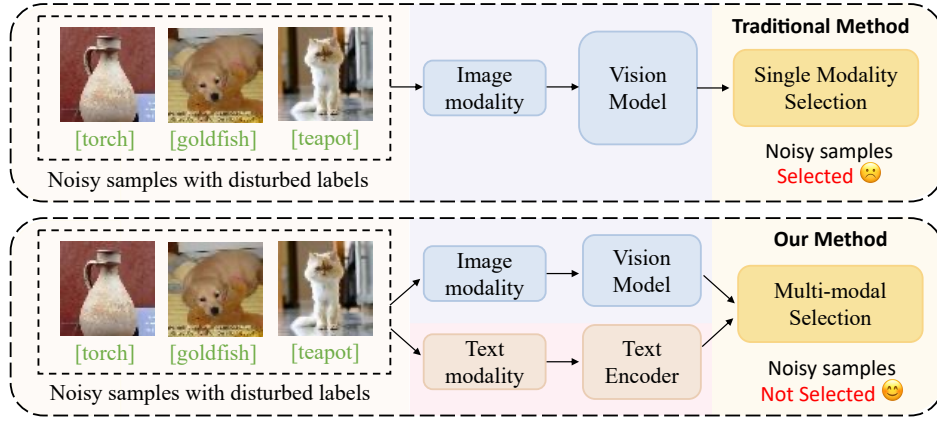 Traditional Method
Image
modality
Vision
Model
Single Modality
Selection
[torch] [goldfish] [teapot]
Noisy samples with disturbed labels
Noisy samples
Selected ☹️
Our Method
Image
modality
Vision
Model
Multi-modal
Selection
Text
modality
Text
Encoder
[torch] [goldfish] [teapot]
Noisy samples with disturbed labels
Noisy samples
Not Selected 😊